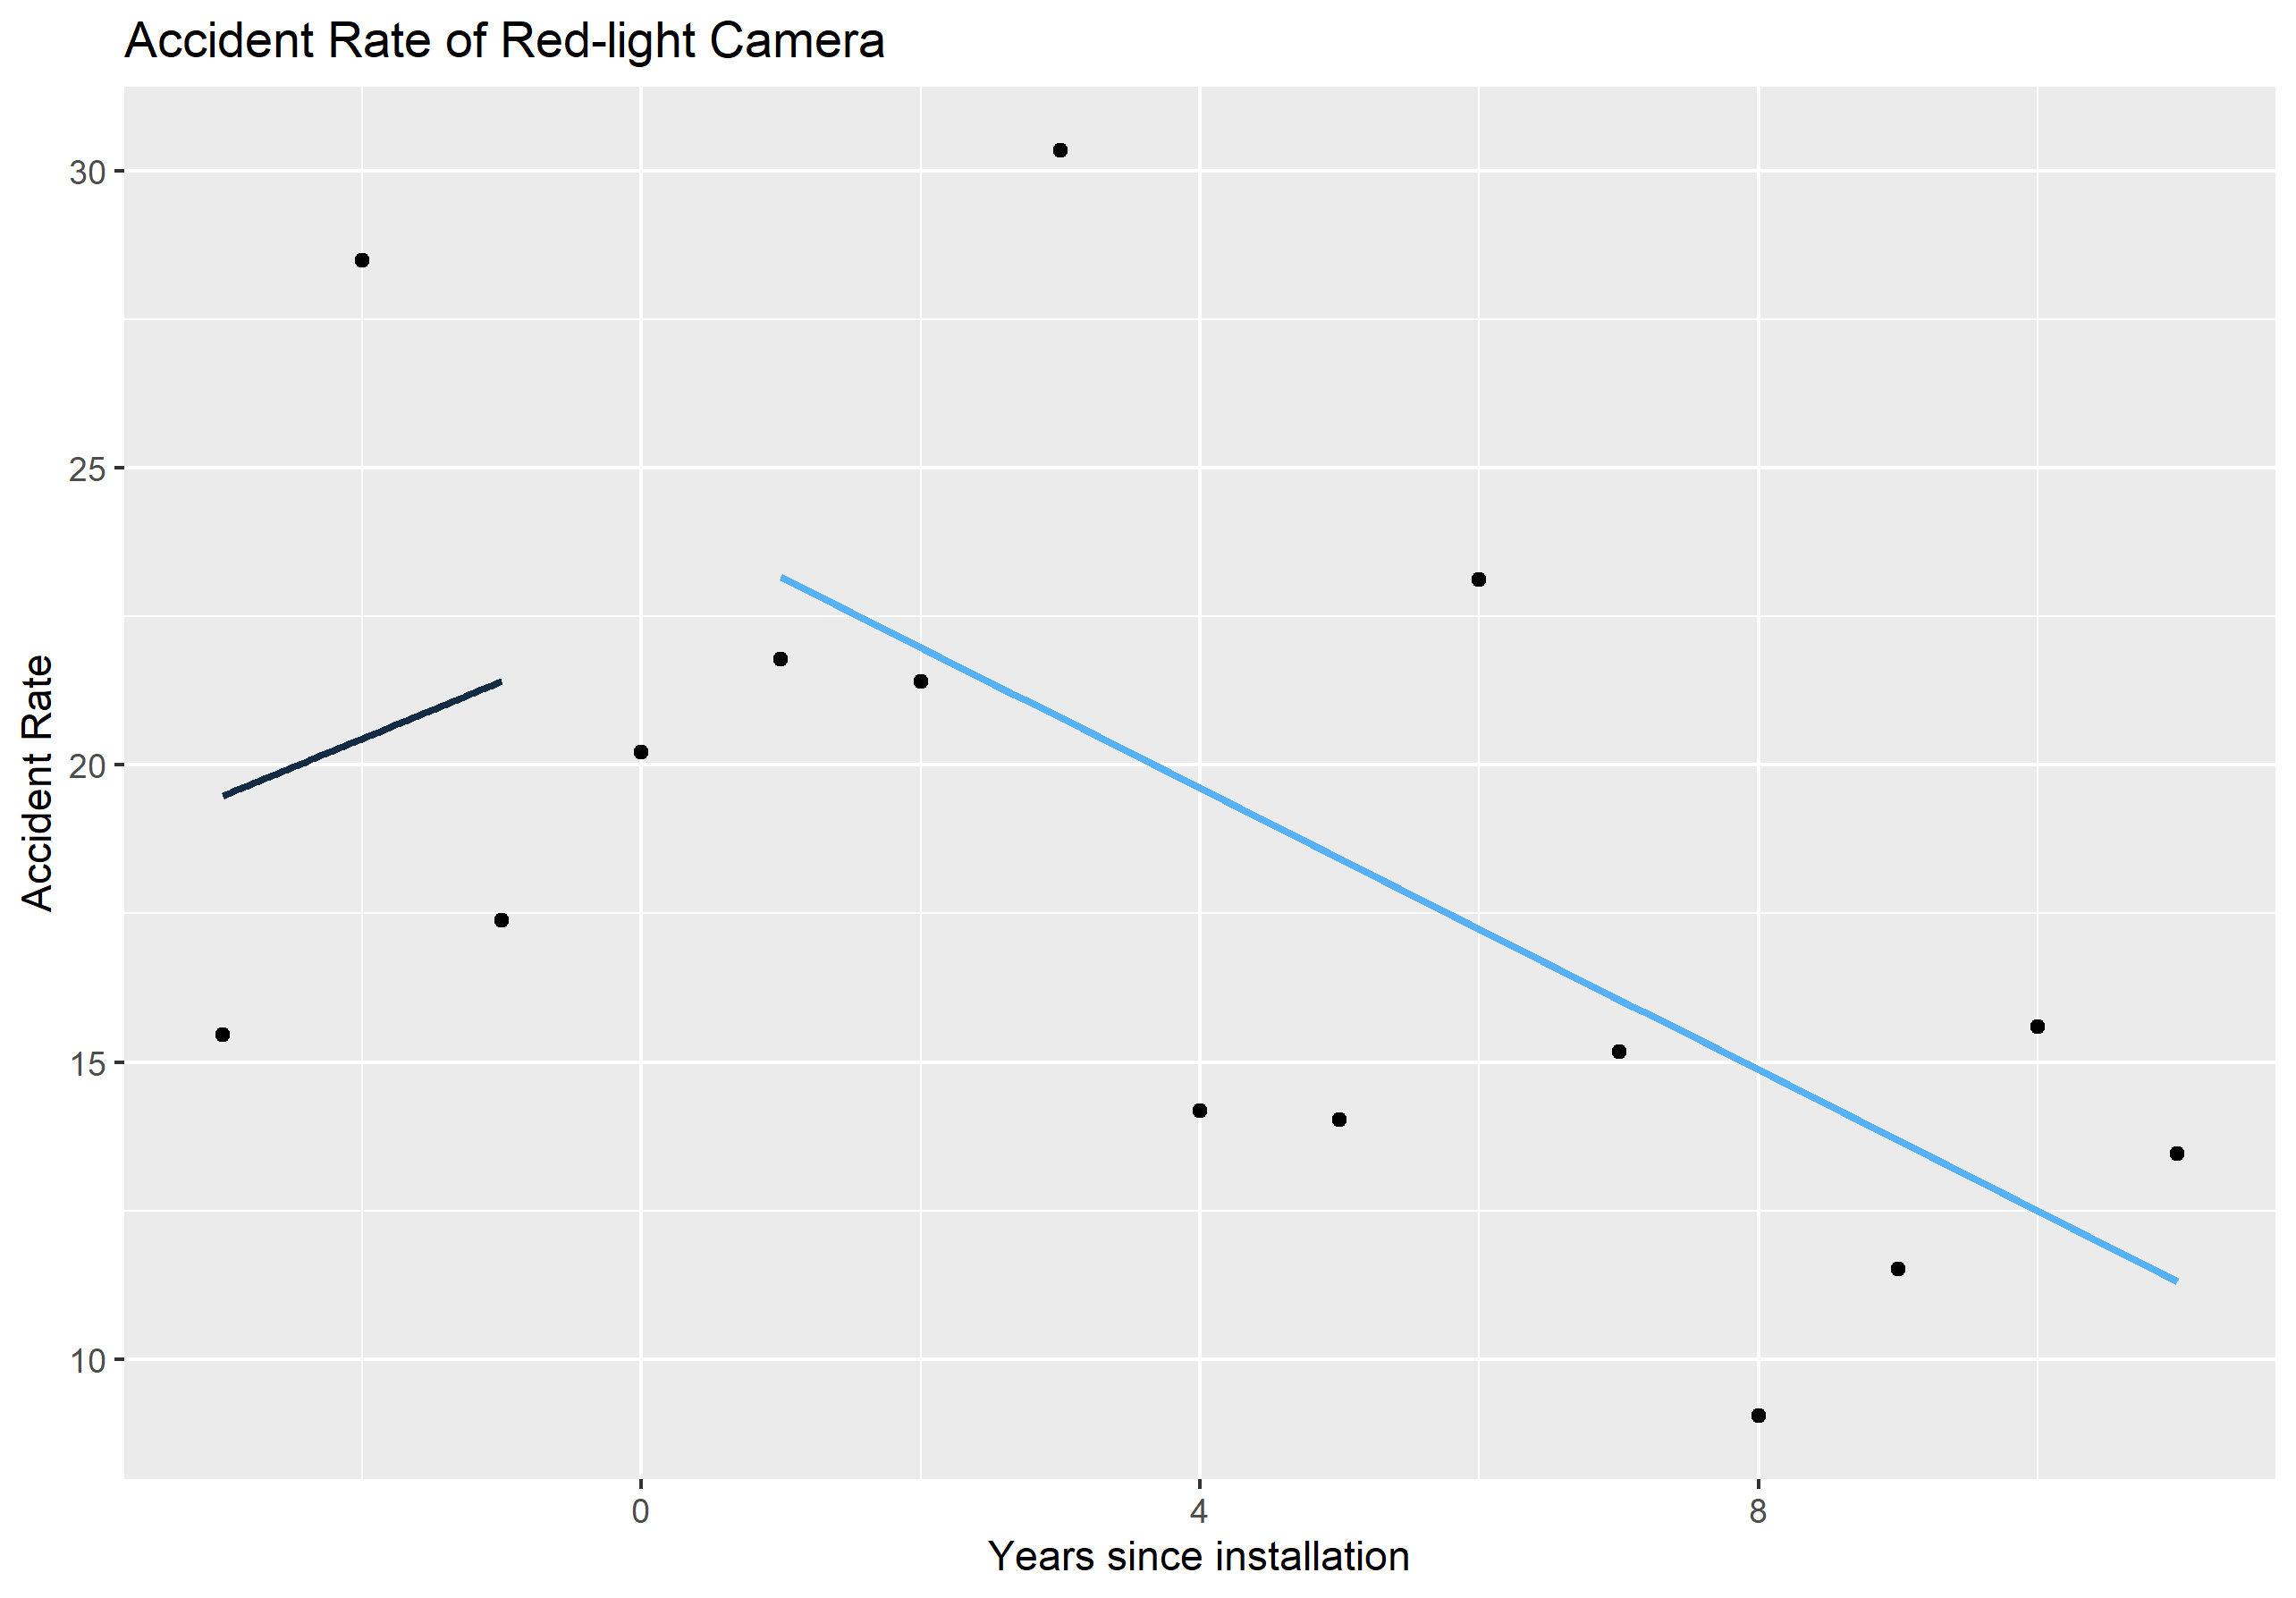 Accident Rate of Red-light Camera
30
25
20
15
10
Accident Rate
0 4 8
Years since installation